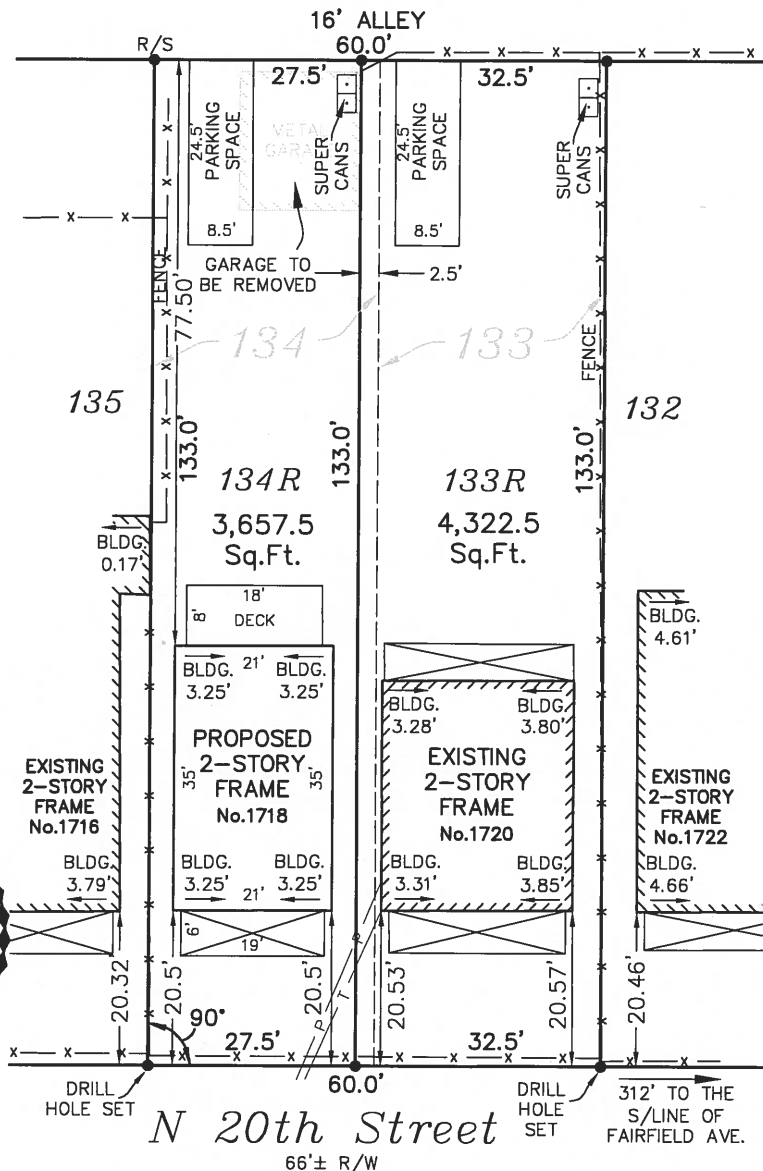 16' ALLEY
60.0'
R/S
27.5'
32.5'
24.5'
PARKING
SPACE
8.5'
METAL
GARAGE
SUPER
CANS
24.5'
PARKING
SPACE
8.5'
SUPER
CANS
GARAGE TO
BE REMOVED
2.5'
FENCE
77.50'
134
133
FENCE
135
132
133.0'
133.0'
133.0'
134R
3,657.5
Sq.Ft.
133R
4,322.5
Sq.Ft.
BLDG.
0.17'
18'
8'
DECK
BLDG.
4.61'
BLDG.
3.25'
21'
BLDG.
3.25'
BLDG.
3.28'
BLDG.
3.80'
PROPOSED
2-STORY
FRAME
No.1718
35'
35'
EXISTING
2-STORY
FRAME
No.1720
EXISTING
2-STORY
FRAME
No.1716
EXISTING
2-STORY
FRAME
No.1722
BLDG.
3.79'
BLDG.
3.25'
21'
BLDG.
3.25'
BLDG.
3.31'
BLDG.
3.85'
BLDG.
4.66'
6'
19'
20.32
20.5'
20.5'
20.53'
20.57'
20.46'
P
T
P
90°
27.5'
32.5'
60.0'
DRILL
HOLE SET
DRILL
HOLE
SET
312' TO THE
S/LINE OF
FAIRFIELD AVE.
N 20th Street
66'± R/W